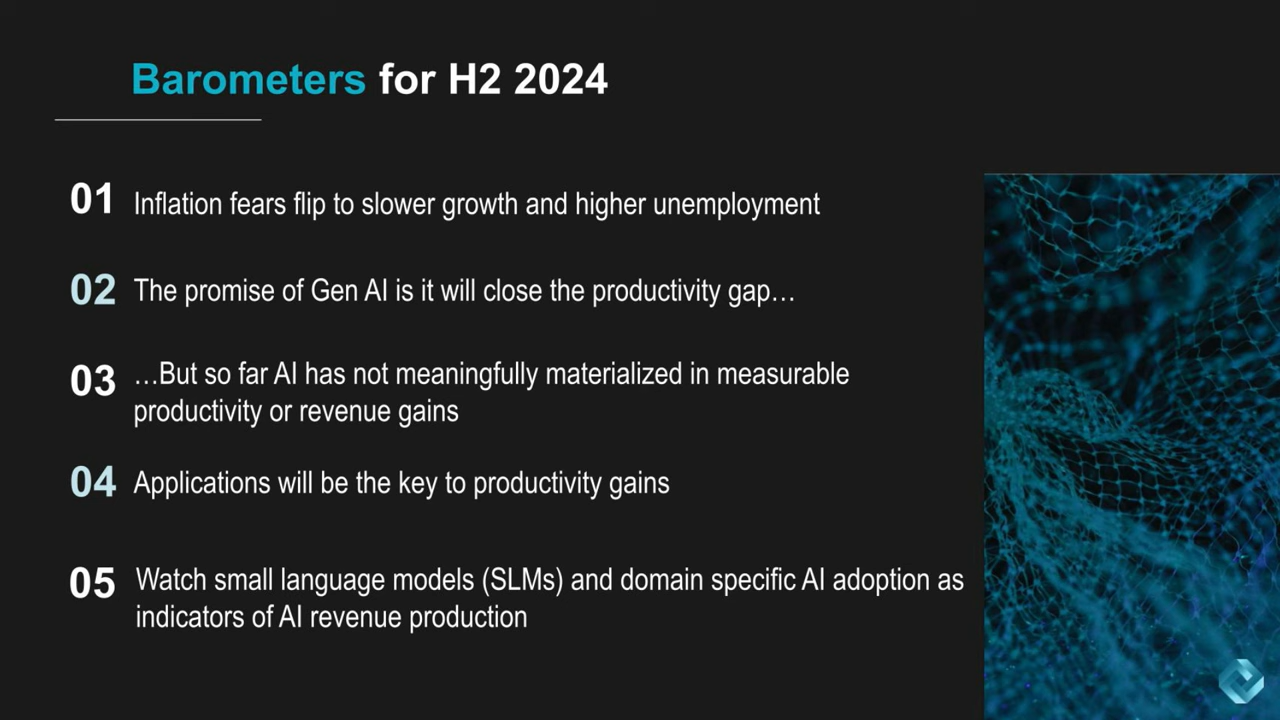 Barometers for H2 2024
01 Inflation fears flip to slower growth and higher unemployment
02 The promise of Gen AI is it will close the productivity gap…
03 …But so far AI has not meaningfully materialized in measurable
productivity or revenue gains
04 Applications will be the key to productivity gains
05 Watch small language models (SLMs) and domain specific AI adoption as
indicators of AI revenue production